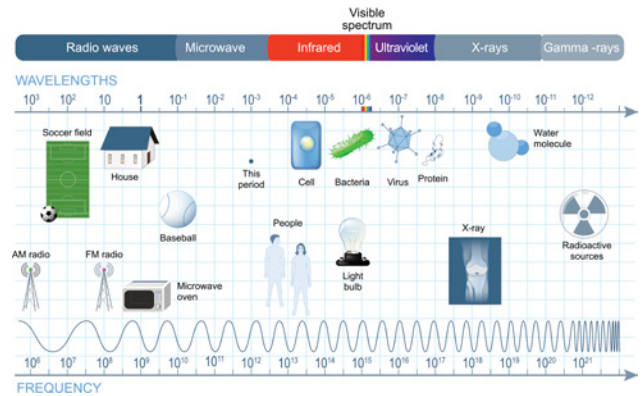 Visible
spectrum
Radio waves Microwave Infrared Ultraviolet X-rays Gamma -rays
WAVELENGTHS
10³ 10² 10 1 10⁻¹ 10⁻² 10⁻³ 10⁻⁴ 10⁻⁵ 10⁻⁶ 10⁻⁷ 10⁻⁸ 10⁻⁹ 10⁻¹⁰ 10⁻¹¹ 10⁻¹²
Soccer field
House
Baseball
This
period
Cell
Bacteria
Virus
Protein
Water
molecule
People
Light
bulb
X-ray
Radioactive
sources
AM radio
FM radio
Microwave
oven
10⁶ 10⁷ 10⁸ 10⁹ 10¹⁰ 10¹¹ 10¹² 10¹³ 10¹⁴ 10¹⁵ 10¹⁶ 10¹⁷ 10¹⁸ 10¹⁹ 10²⁰ 10²¹
FREQUENCY